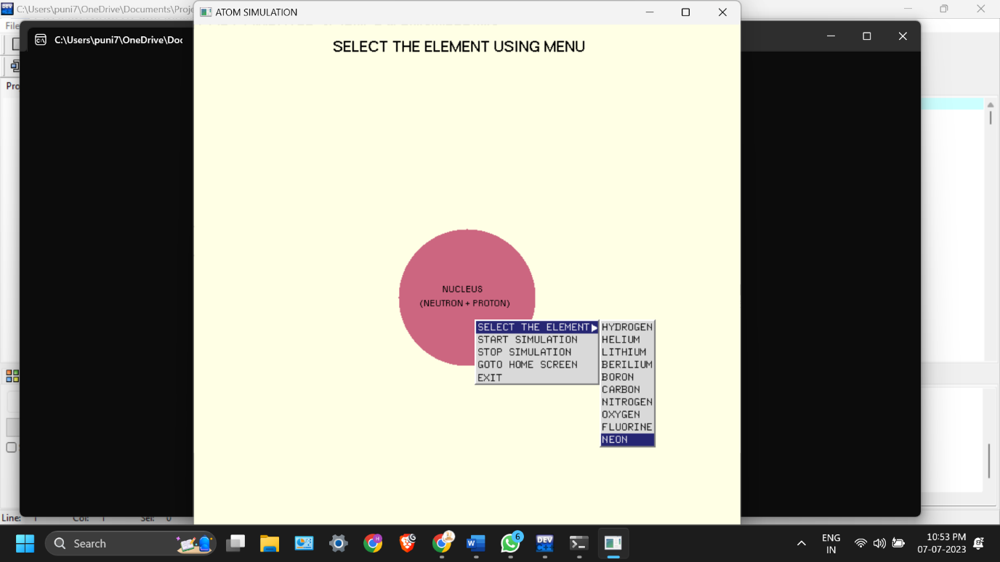 C:\Users\puni7\OneDrive\Documents\Proje
ATOM SIMULATION
File
C:\Users\puni7\OneDrive\Doc
SELECT THE ELEMENT USING MENU
Pro
NUCLEUS
(NEUTRON + PROTON)
SELECT THE ELEMENT
START SIMULATION
STOP SIMULATION
GOTO HOME SCREEN
EXIT
HYDROGEN
HELIUM
LITHIUM
BERILIUM
BORON
CARBON
NITROGEN
OXYGEN
FLUORINE
NEON
Line: 1 Col: 1 Sel: 0
Search
H
W
6
DEV
C++
ENG
IN
10:53 PM
07-07-2023